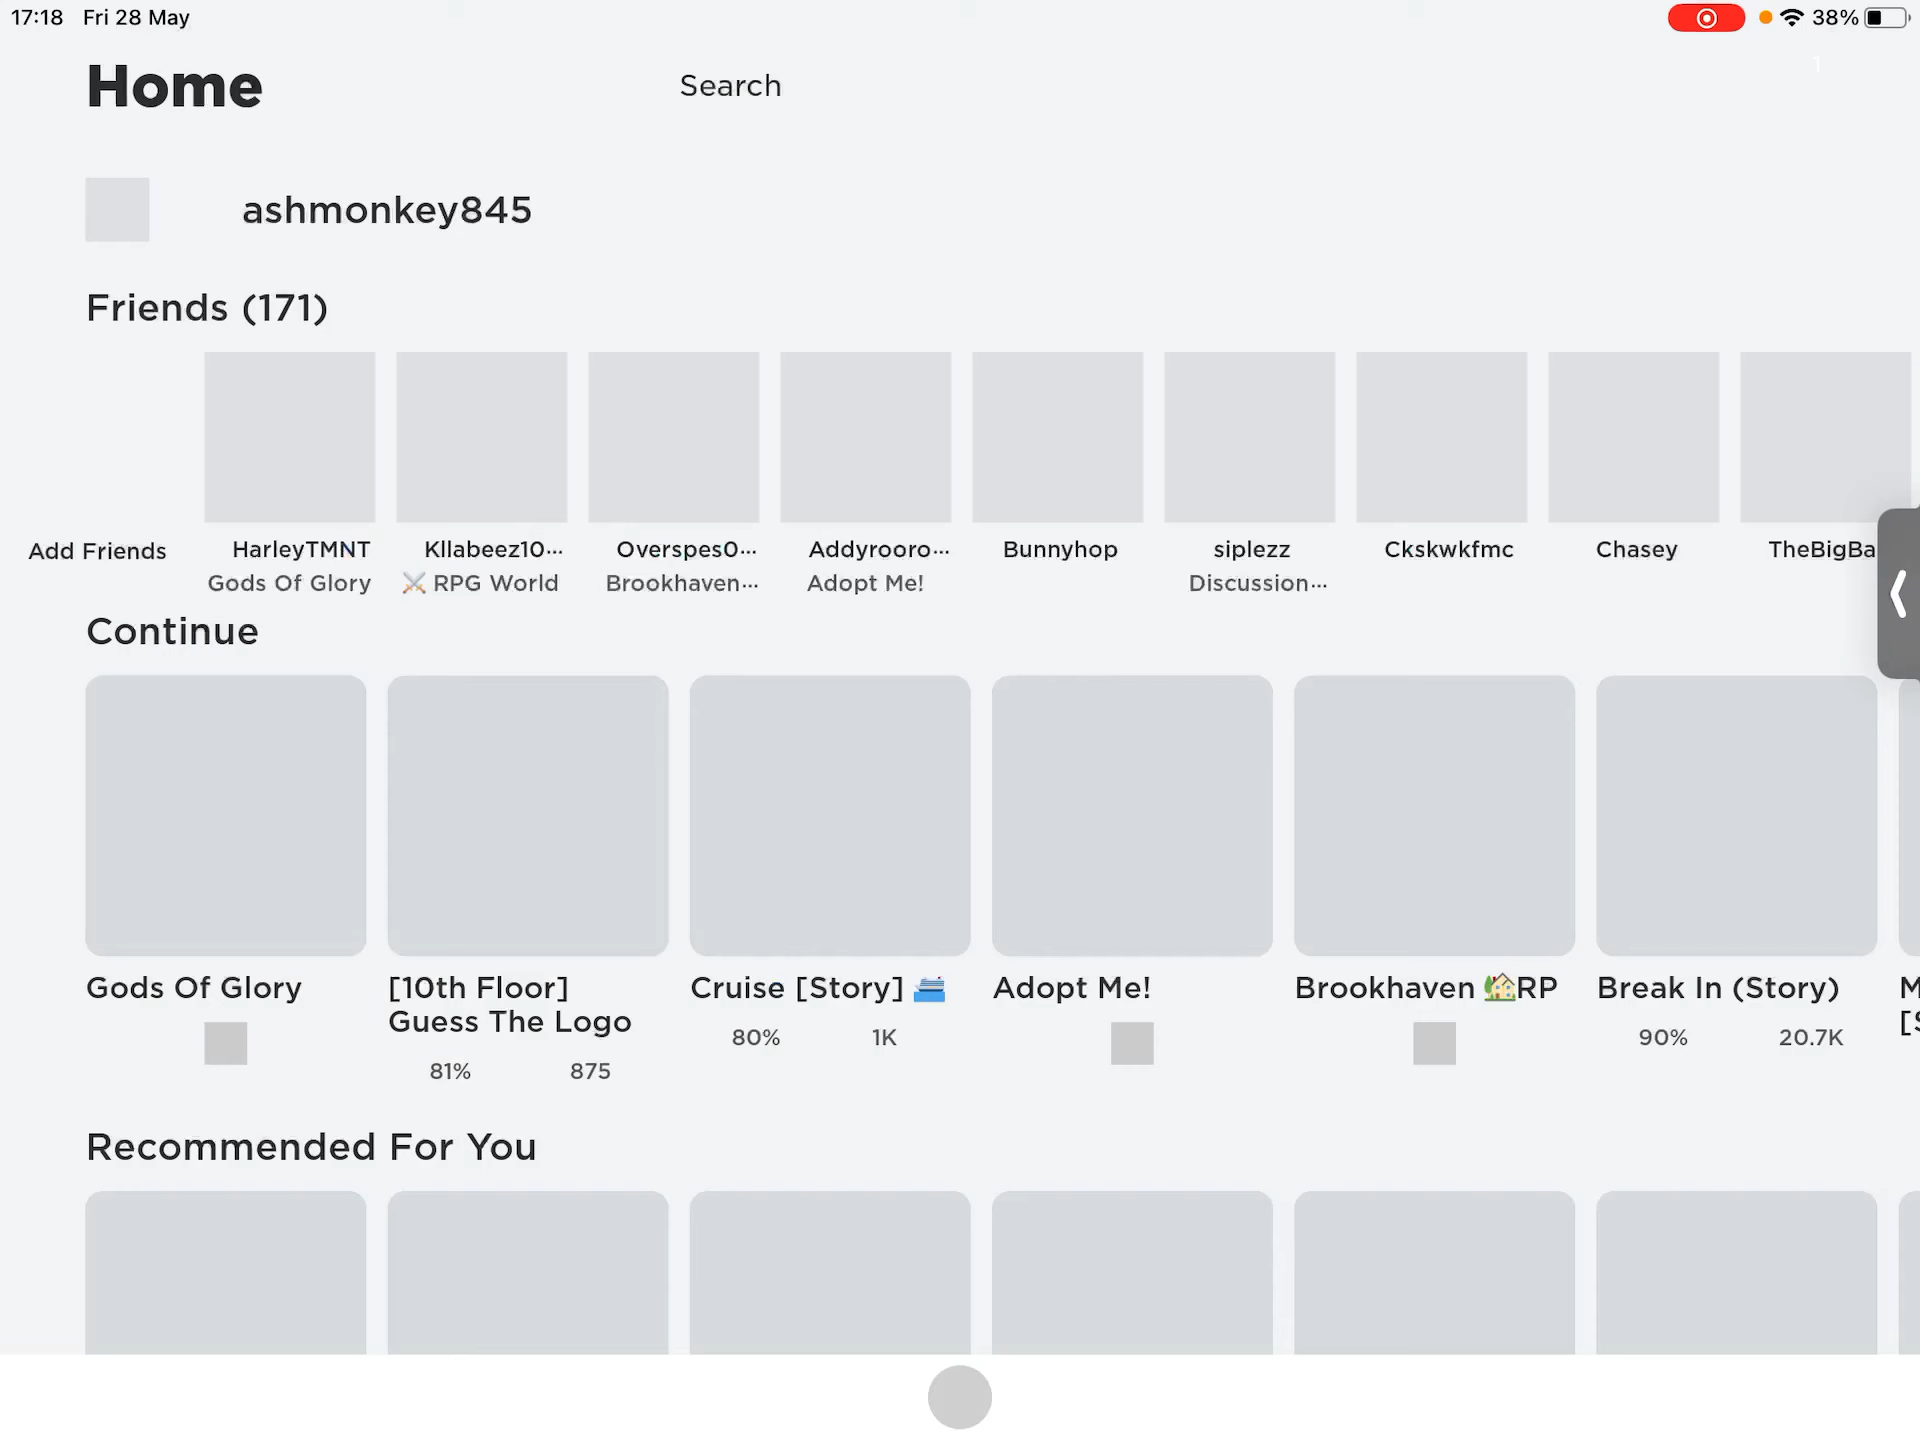 17:18 Fri 28 May
38%
1
Home
Search
ashmonkey845
Friends (171)
Add Friends
HarleyTMNT
Gods Of Glory
Kllabeez10...
⚔️ RPG World
Overspes0...
Brookhaven...
Addyrooro...
Adopt Me!
Bunnyhop
siplezz
Discussion...
Ckskwkfmc
Chasey
TheBigBa
Continue
Gods Of Glory
[10th Floor]
Guess The Logo
81% 875
Cruise [Story] 🚢
80% 1K
Adopt Me!
Brookhaven 🏡RP
Break In (Story)
90% 20.7K
M
[S
Recommended For You